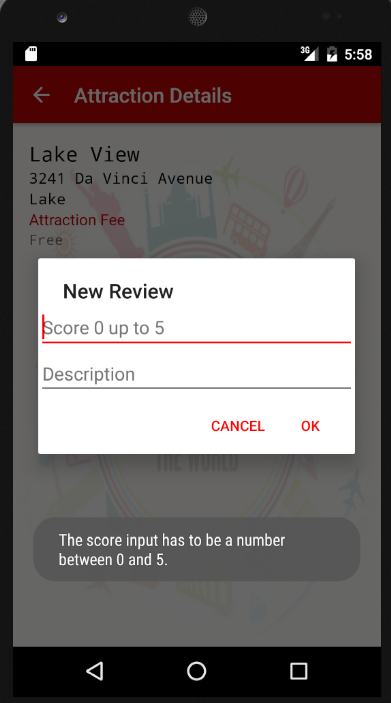 3G 5:58
Attraction Details
Lake View
3241 Da Vinci Avenue
Lake
Attraction Fee
Free
New Review
Score 0 up to 5
Description
CANCEL OK
THE WORLD
The score input has to be a number
between 0 and 5.